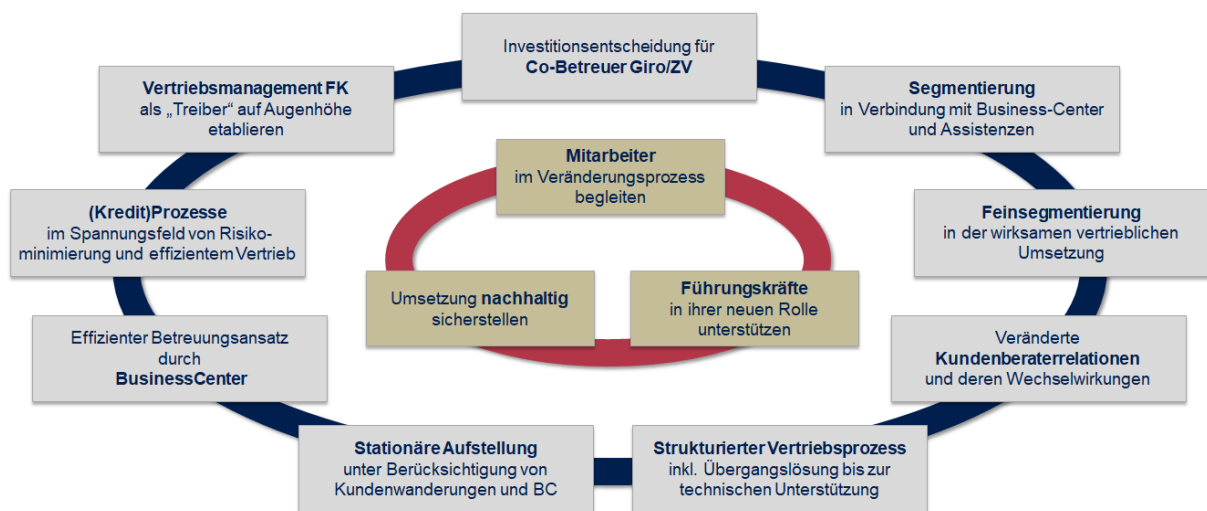 Investitionsentscheidung für
Co-Betreuer Giro/ZV
Vertriebsmanagement FK
als „Treiber“ auf Augenhöhe
etablieren
Segmentierung
in Verbindung mit Business-Center
und Assistenzen
Mitarbeiter
im Veränderungsprozess
begleiten
(Kredit)Prozesse
im Spannungsfeld von Risiko-
minimierung und effizientem Vertrieb
Feinsegmentierung
in der wirksamen vertrieblichen
Umsetzung
Umsetzung nachhaltig
sicherstellen
Führungskräfte
in ihrer neuen Rolle
unterstützen
Effizienter Betreuungsansatz
durch
BusinessCenter
Veränderte
Kundenberaterrelationen
und deren Wechselwirkungen
Stationäre Aufstellung
unter Berücksichtigung von
Kundenwanderungen und BC
Strukturierter Vertriebsprozess
inkl. Übergangslösung bis zur
technischen Unterstützung